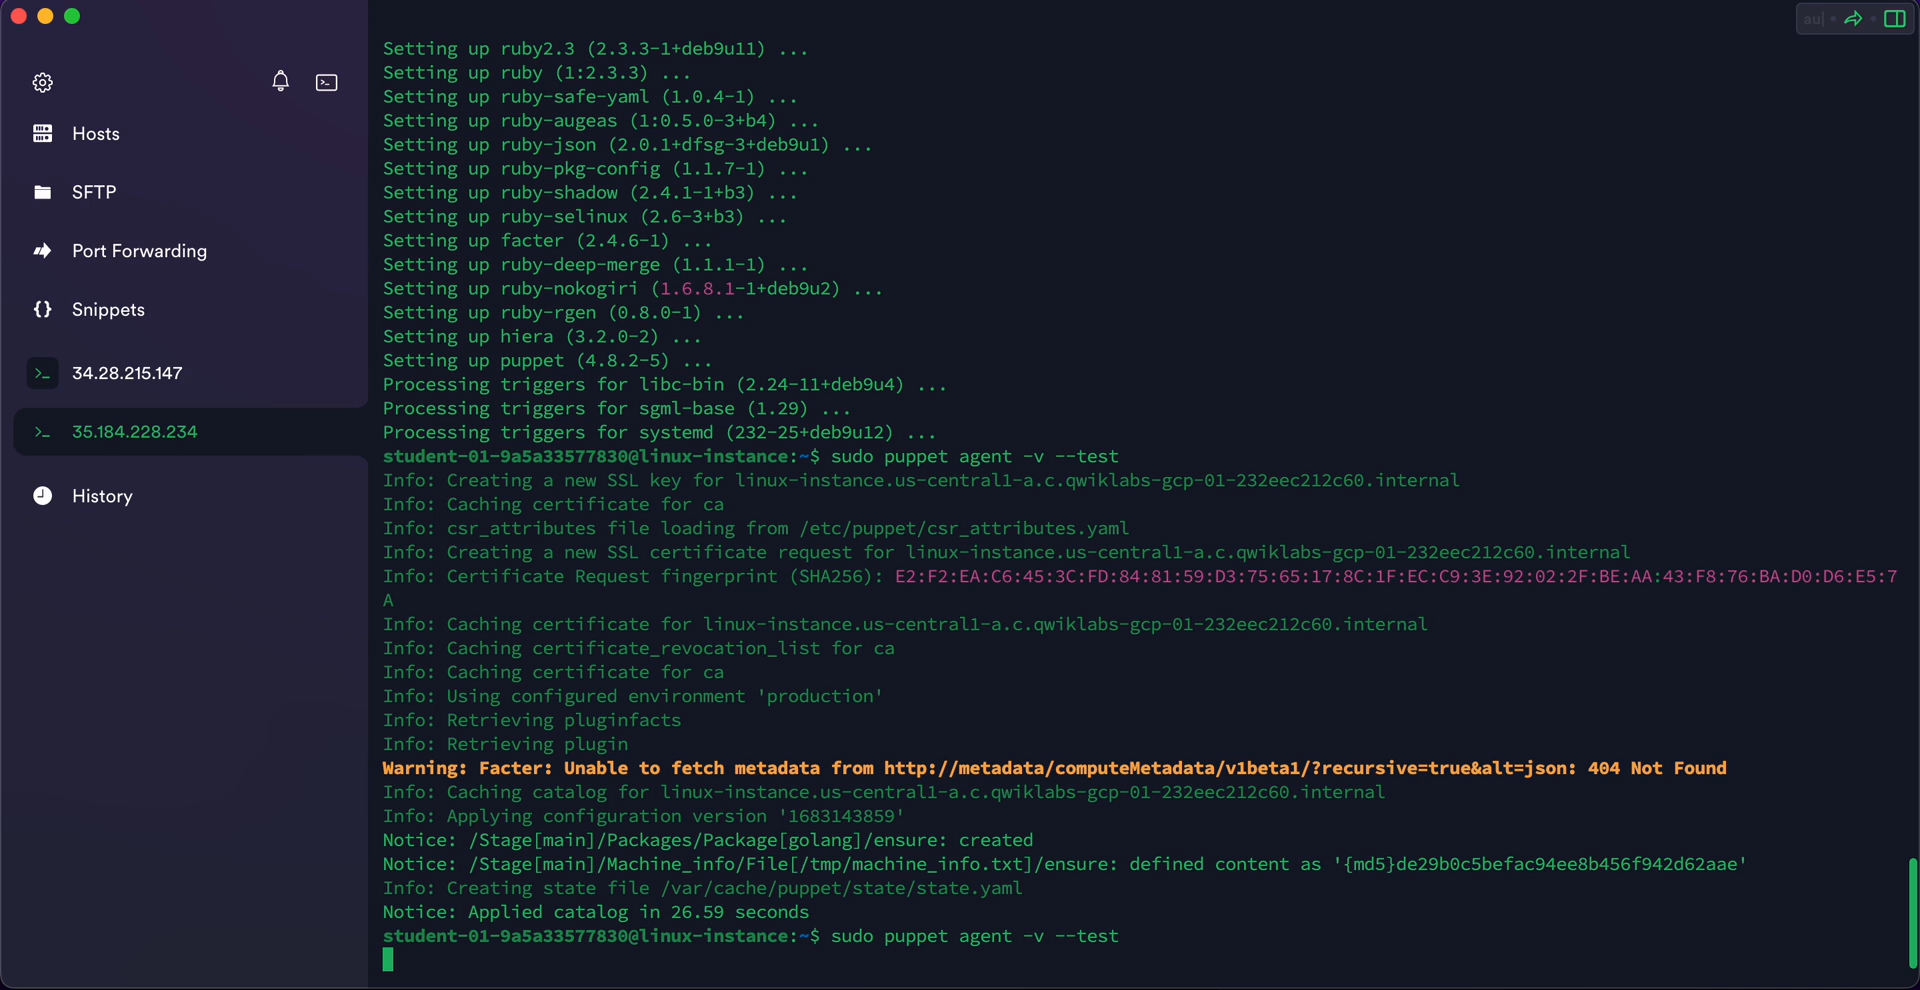 au|
Hosts
SFTP
Port Forwarding
Snippets
34.28.215.147
35.184.228.234
History
Setting up ruby2.3 (2.3.3-1+deb9u11) ...
Setting up ruby (1:2.3.3) ...
Setting up ruby-safe-yaml (1.0.4-1) ...
Setting up ruby-augeas (1:0.5.0-3+b4) ...
Setting up ruby-json (2.0.1+dfsg-3+deb9u1) ...
Setting up ruby-pkg-config (1.1.7-1) ...
Setting up ruby-shadow (2.4.1-1+b3) ...
Setting up ruby-selinux (2.6-3+b3) ...
Setting up facter (2.4.6-1) ...
Setting up ruby-deep-merge (1.1.1-1) ...
Setting up ruby-nokogiri (1.6.8.1-1+deb9u2) ...
Setting up ruby-rgen (0.8.0-1) ...
Setting up hiera (3.2.0-2) ...
Setting up puppet (4.8.2-5) ...
Processing triggers for libc-bin (2.24-11+deb9u4) ...
Processing triggers for sgml-base (1.29) ...
Processing triggers for systemd (232-25+deb9u12) ...
student-01-9a5a33577830@linux-instance:~$ sudo puppet agent -v --test
Info: Creating a new SSL key for linux-instance.us-central1-a.c.qwiklabs-gcp-01-232eec212c60.internal
Info: Caching certificate for ca
Info: csr_attributes file loading from /etc/puppet/csr_attributes.yaml
Info: Creating a new SSL certificate request for linux-instance.us-central1-a.c.qwiklabs-gcp-01-232eec212c60.internal
Info: Certificate Request fingerprint (SHA256): E2:F2:EA:C6:45:3C:FD:84:81:59:D3:75:65:17:8C:1F:EC:C9:3E:92:02:2F:BE:AA:43:F8:76:BA:D0:D6:E5:7
A
Info: Caching certificate for linux-instance.us-central1-a.c.qwiklabs-gcp-01-232eec212c60.internal
Info: Caching certificate_revocation_list for ca
Info: Caching certificate for ca
Info: Using configured environment 'production'
Info: Retrieving pluginfacts
Info: Retrieving plugin
Warning: Facter: Unable to fetch metadata from http://metadata/computeMetadata/v1beta1/?recursive=true&alt=json: 404 Not Found
Info: Caching catalog for linux-instance.us-central1-a.c.qwiklabs-gcp-01-232eec212c60.internal
Info: Applying configuration version '1683143859'
Notice: /Stage[main]/Packages/Package[golang]/ensure: created
Notice: /Stage[main]/Machine_info/File[/tmp/machine_info.txt]/ensure: defined content as '{md5}de29b0c5befac94ee8b456f942d62aae'
Info: Creating state file /var/cache/puppet/state/state.yaml
Notice: Applied catalog in 26.59 seconds
student-01-9a5a33577830@linux-instance:~$ sudo puppet agent -v --test